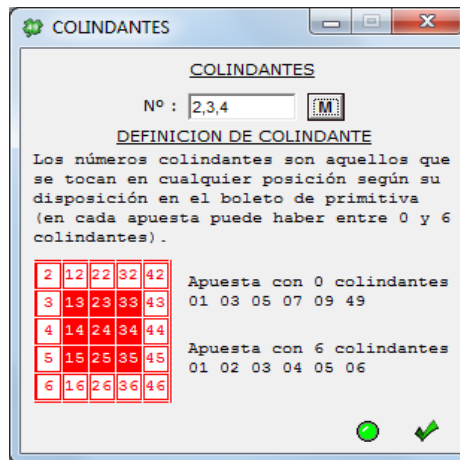 COLINDANTES
COLINDANTES
Nº : 2,3,4 M
DEFINICION DE COLINDANTE
Los números colindantes son aquellos que
se tocan en cualquier posición según su
disposición en el boleto de primitiva
(en cada apuesta puede haber entre 0 y 6
colindantes).
2 12 22 32 42
3 13 23 33 43
4 14 24 34 44
5 15 25 35 45
6 16 26 36 46
Apuesta con 0 colindantes
01 03 05 07 09 49
Apuesta con 6 colindantes
01 02 03 04 05 06